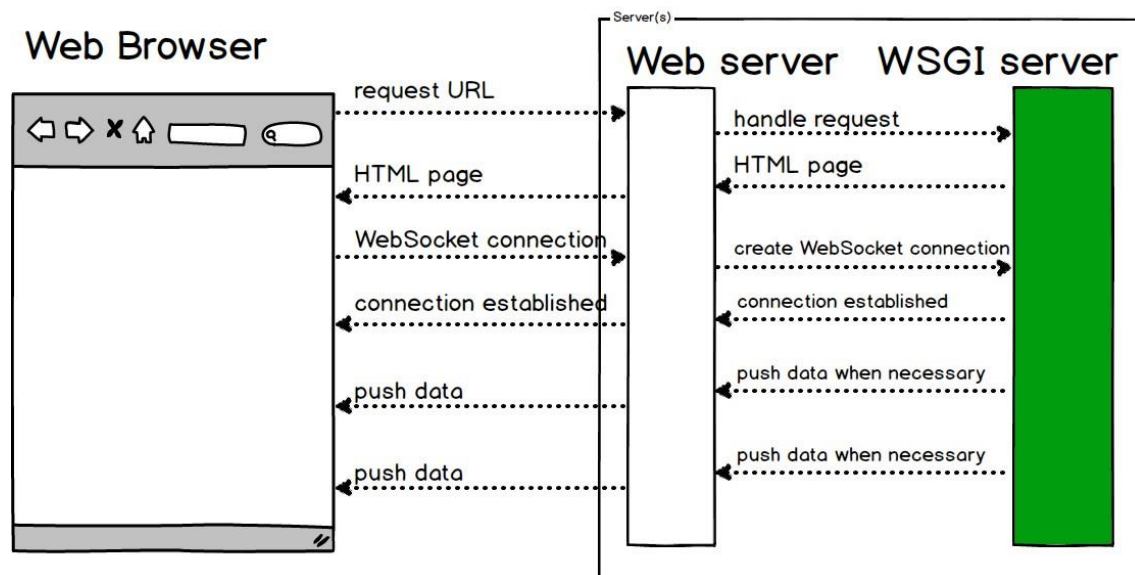 Server(s)
Web Browser
Web server
WSGI server
request URL
handle request
HTML page
HTML page
WebSocket connection
create WebSocket connection
connection established
connection established
push data when necessary
push data
push data when necessary
push data